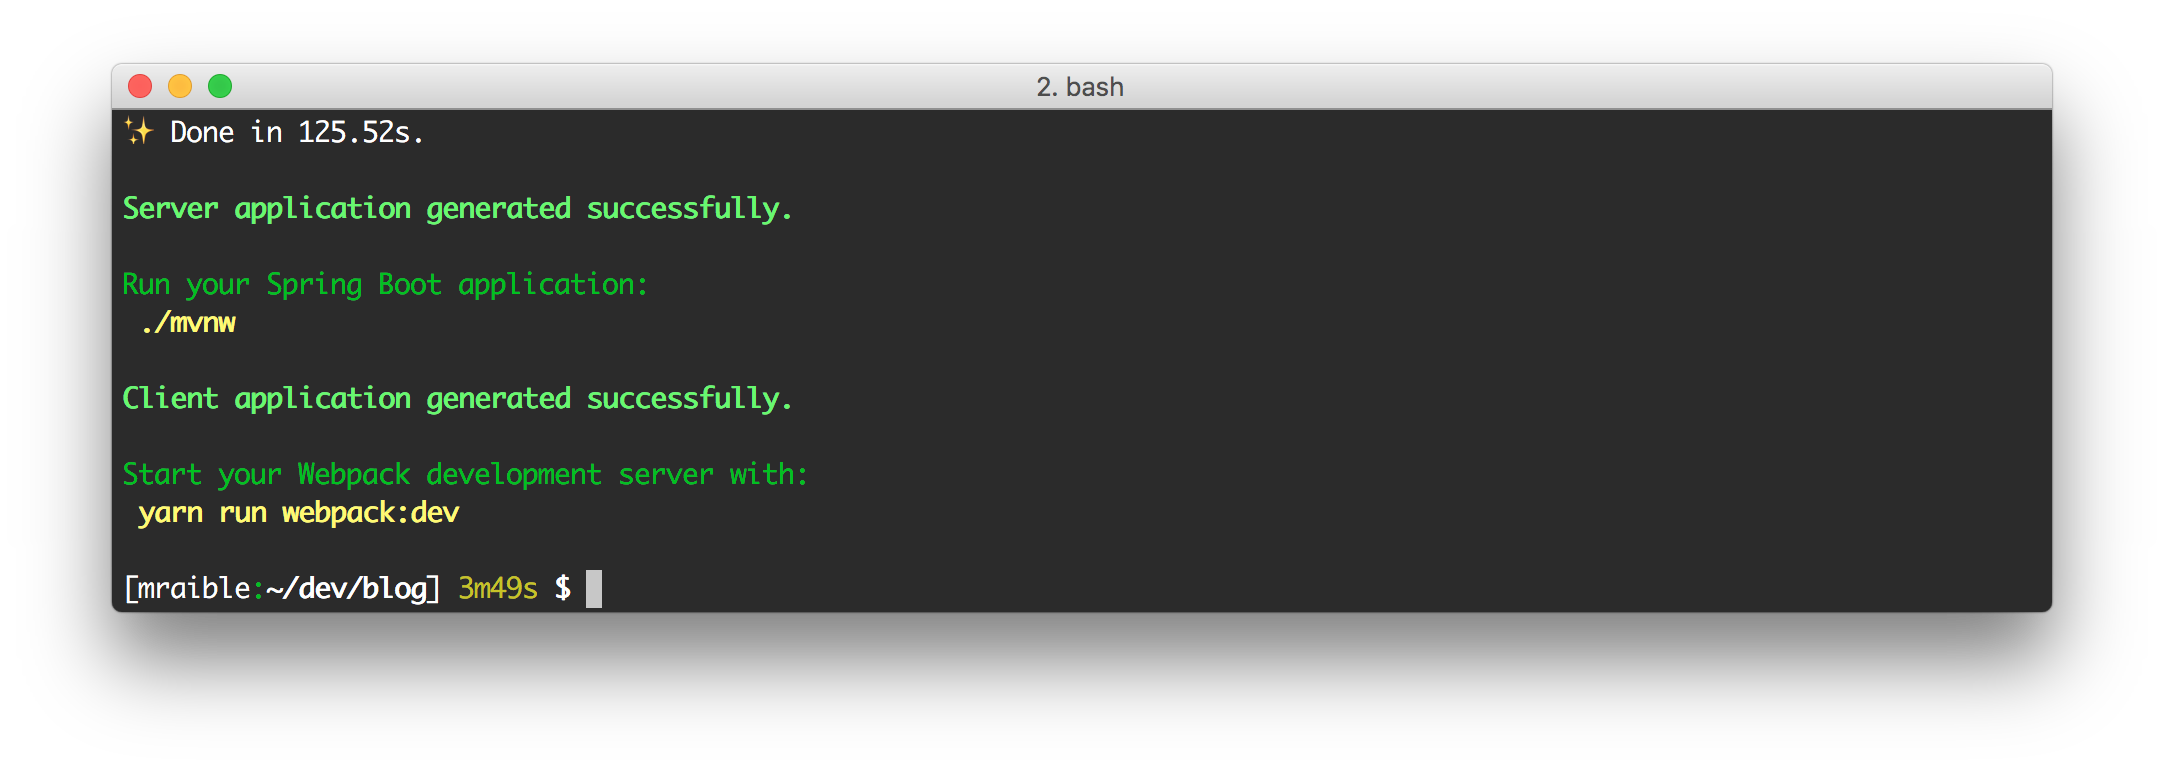 2. bash
✨ Done in 125.52s.
Server application generated successfully.
Run your Spring Boot application:
./mvnw
Client application generated successfully.
Start your Webpack development server with:
yarn run webpack:dev
[mraible:~/dev/blog] 3m49s $